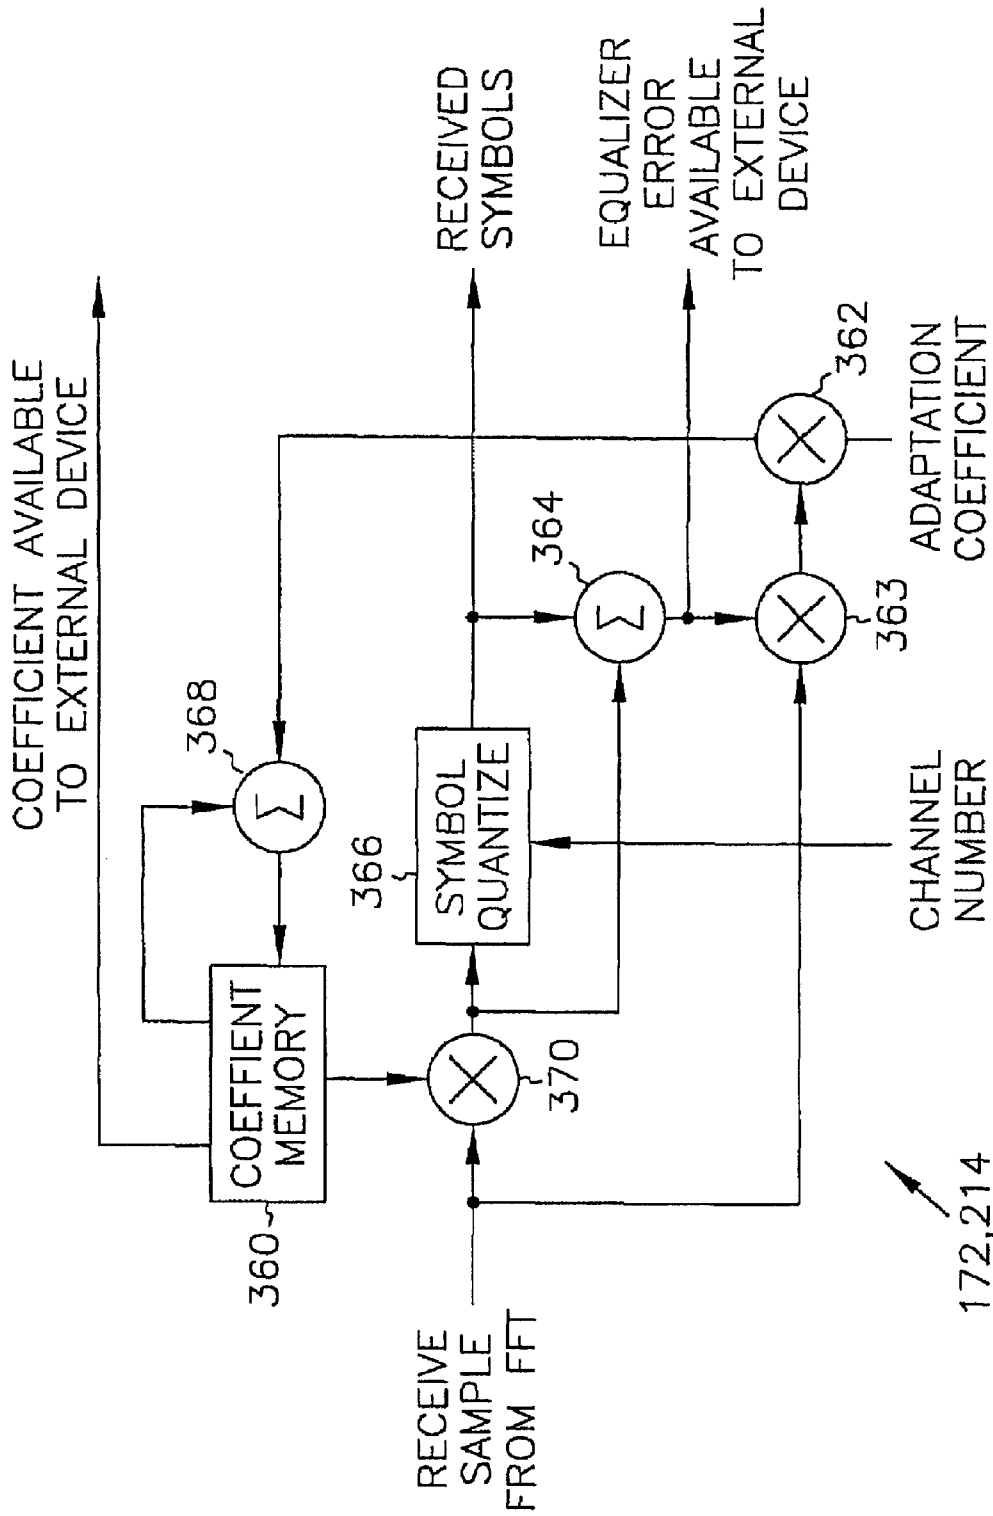 COEFFICIENT AVAILABLE
TO EXTERNAL DEVICE
368
360
COEFFIENT
MEMORY
366
SYMBOL
QUANTIZE
RECEIVED
SYMBOLS
RECEIVE
SAMPLE
FROM FFT
370
364
EQUALIZER
ERROR
AVAILABLE
TO EXTERNAL
DEVICE
363
362
CHANNEL
NUMBER
ADAPTATION
COEFFICIENT
172,214
Σ
Σ